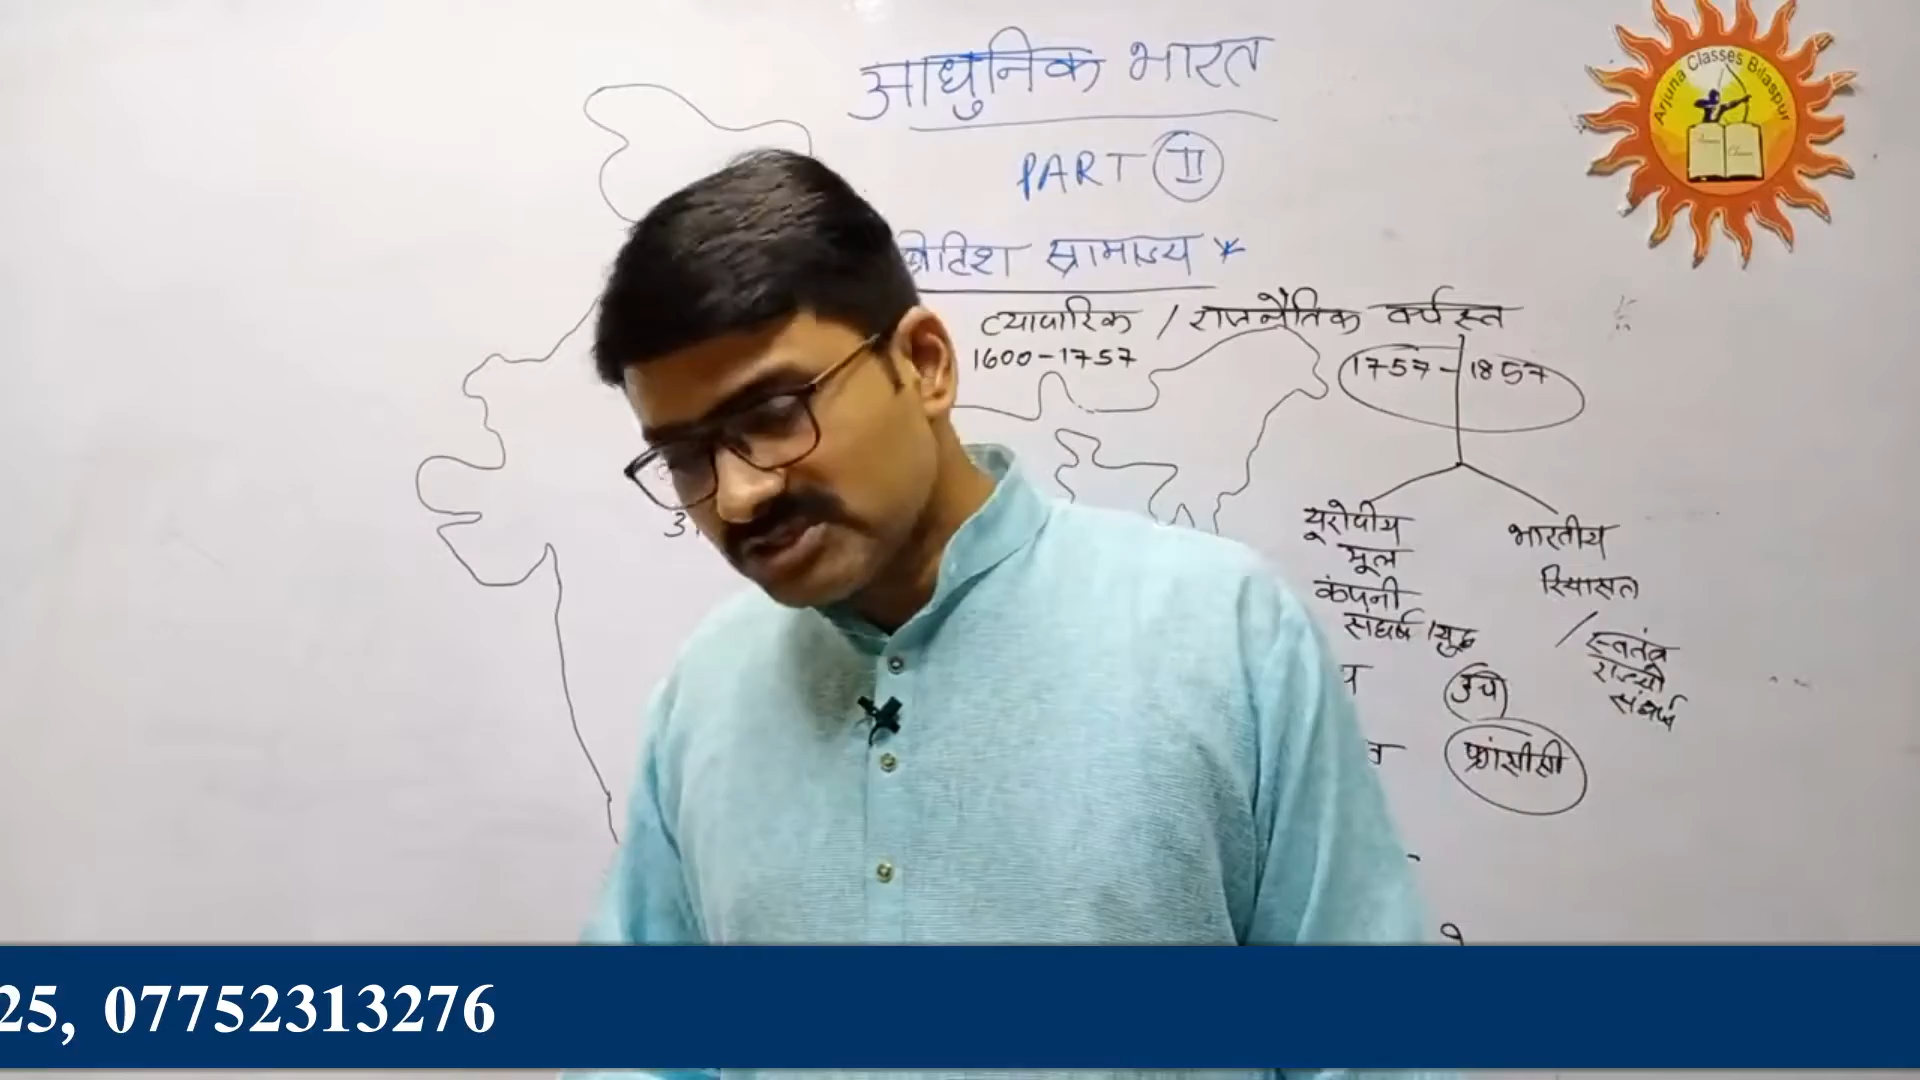 आधुनिक भारत
PART II
Arjuna Classes Bilaspur
ब्रिटिश साम्राज्य *
व्यापारिक / राजनैतिक वर्चस्त
1600-1757
1757-1857
यूरोपीय
मूल
कंपनी
संघर्ष/युद्ध
भारतीय
रियासत
/ स्वतंत्र
राज्यों
संघर्ष
डच
फ्रांसीसी
25, 07752313276